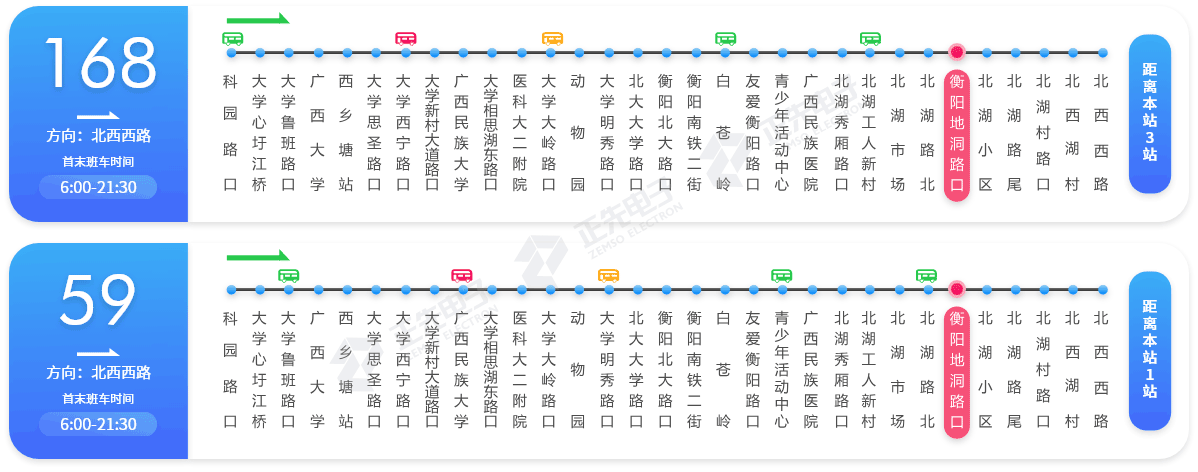 168
方向：北西西路
首末班车时间
6:00-21:30
科园路口
大学心圩江桥
大学鲁班路口
广西大学
西乡塘站
大学思圣路口
大学西宁路口
大学新村大道路口
广西民族大学
大学相思湖东路口
医科大二附院
大学大岭路口
动物园
大学明秀路口
北大大学路口
衡阳北大路口
衡阳南铁二街
白苍岭
友爱衡阳路口
青少年活动中心
广西民族医院
北湖秀厢路口
北湖工人新村
北湖市场
北湖路北
衡阳地洞路口
北湖小区
北湖路尾
北湖村路口
北西湖村
北西西路
距离本站3站
59
方向：北西西路
首末班车时间
6:00-21:30
科园路口
大学心圩江桥
大学鲁班路口
广西大学
西乡塘站
大学思圣路口
大学西宁路口
大学新村大道路口
广西民族大学
大学相思湖东路口
医科大二附院
大学大岭路口
动物园
大学明秀路口
北大大学路口
衡阳北大路口
衡阳南铁二街
白苍岭
友爱衡阳路口
青少年活动中心
广西民族医院
北湖秀厢路口
北湖工人新村
北湖市场
北湖路北
衡阳地洞路口
北湖小区
北湖路尾
北湖村路口
北西湖村
北西西路
距离本站1站
正先电子
ZEMSO ELECTRON